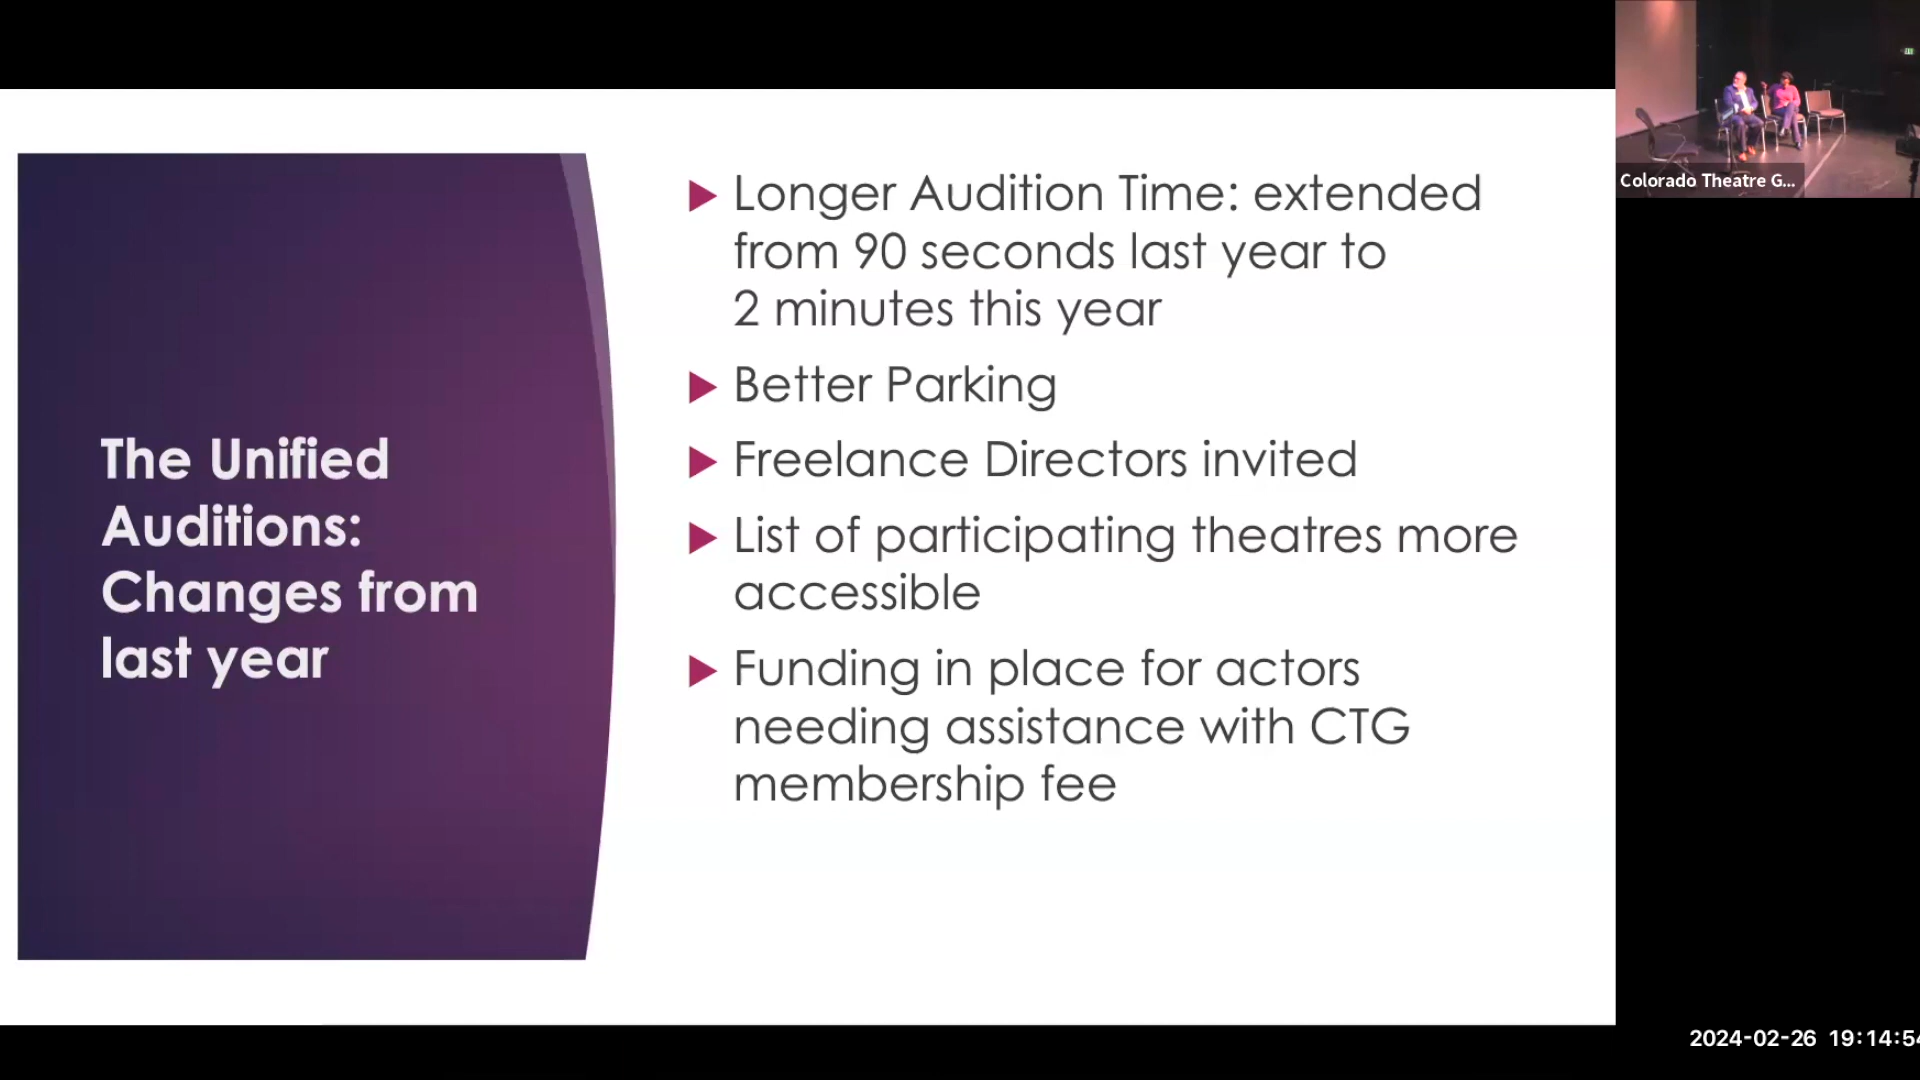 Colorado Theatre G...
The Unified
Auditions:
Changes from
last year
Longer Audition Time: extended
from 90 seconds last year to
2 minutes this year
Better Parking
Freelance Directors invited
List of participating theatres more
accessible
Funding in place for actors
needing assistance with CTG
membership fee
2024-02-26 19:14:54